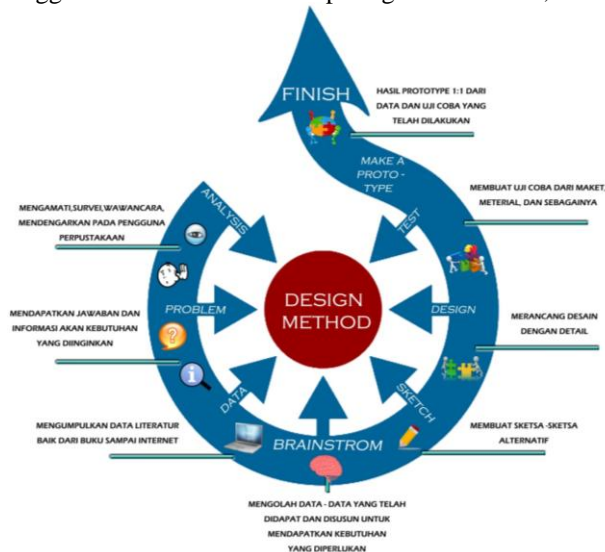 FINISH
HASIL PROTOTYPE 1:1 DARI
DATA DAN UJI COBA YANG
TELAH DILAKUKAN
MAKE A
PROTO -
TYPE
ANALYSIS
MENGAMATI,SURVEI,WAWANCARA,
MENDENGARKAN PADA PENGGUNA
PERPUSTAKAAN
TEST
MEMBUAT UJI COBA DARI MAKET,
METERIAL, DAN SEBAGAINYA
PROBLEM
MENDAPATKAN JAWABAN DAN
INFORMASI AKAN KEBUTUHAN
YANG DIINGINKAN
DESIGN
METHOD
DESIGN
MERANCANG DESAIN
DENGAN DETAIL
DATA
MENGUMPULKAN DATA LITERATUR
BAIK DARI BUKU SAMPAI INTERNET
BRAINSTROM
SKETCH
MEMBUAT SKETSA -SKETSA
ALTERNATIF
MENGOLAH DATA - DATA YANG TELAH
DIDAPAT DAN DISUSUN UNTUK
MENDAPATKAN KEBUTUHAN
YANG DIPERLUKAN